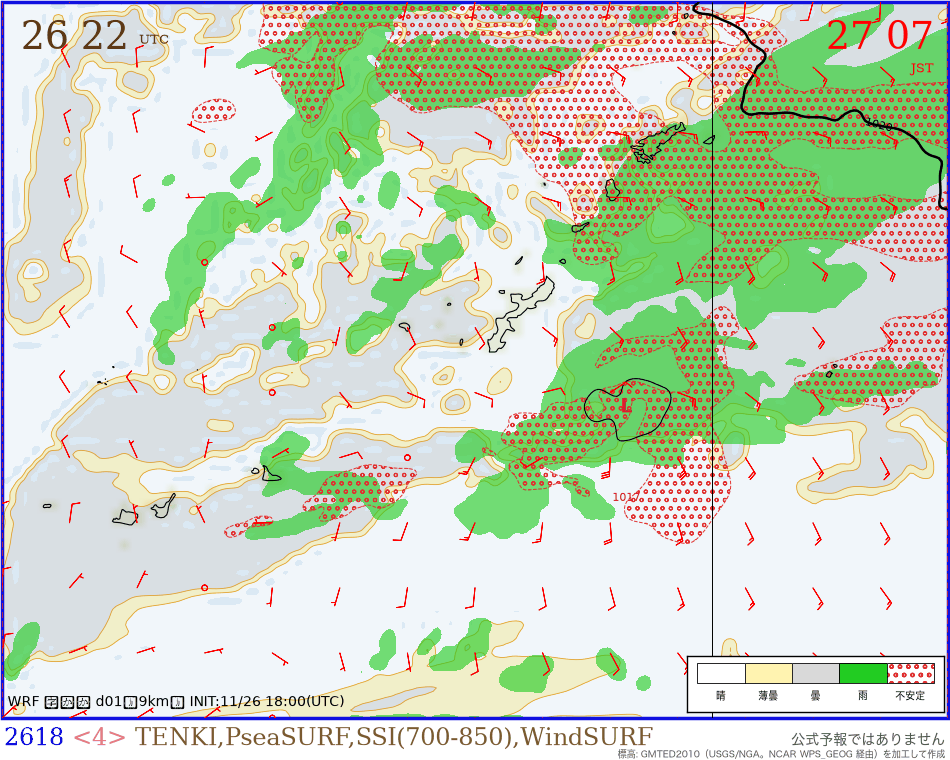 26 22 UTC
27 07
JST
1020
L
1017
晴 薄曇 曇 雨 不安定
WRF d01 9km INIT:11/26 18:00(UTC)
2618 <4> TENKI,PseaSURF,SSI(700-850),WindSURF
公式予報ではありません
標高: GMTED2010（USGS/NGA。NCAR WPS_GEOG 経由）を加工して作成